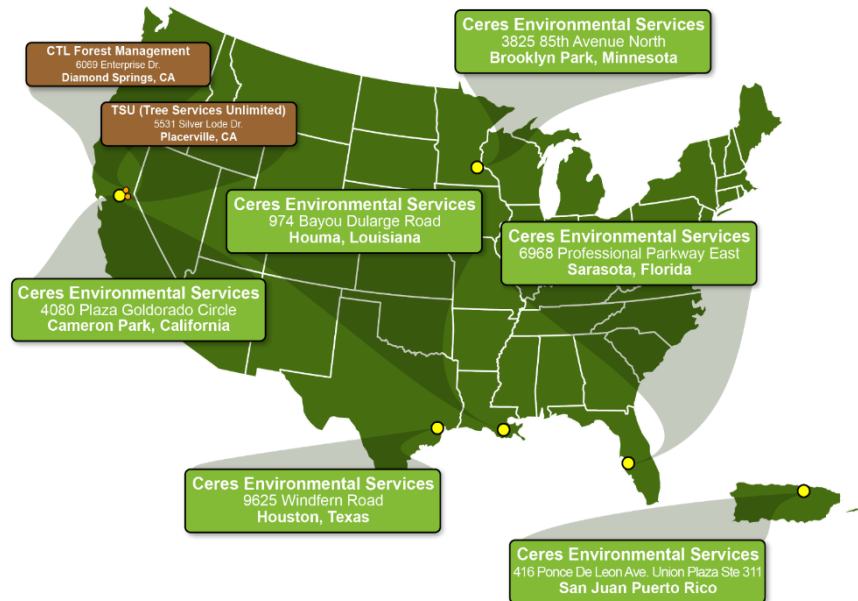 CTL Forest Management
6069 Enterprise Dr.
Diamond Springs, CA
TSU (Tree Services Unlimited)
5531 Silver Lode Dr.
Placerville, CA
Ceres Environmental Services
3825 85th Avenue North
Brooklyn Park, Minnesota
Ceres Environmental Services
974 Bayou Dularge Road
Houma, Louisiana
Ceres Environmental Services
6968 Professional Parkway East
Sarasota, Florida
Ceres Environmental Services
4080 Plaza Goldorado Circle
Cameron Park, California
Ceres Environmental Services
9625 Windfern Road
Houston, Texas
Ceres Environmental Services
416 Ponce De Leon Ave. Union Plaza Ste 311
San Juan Puerto Rico